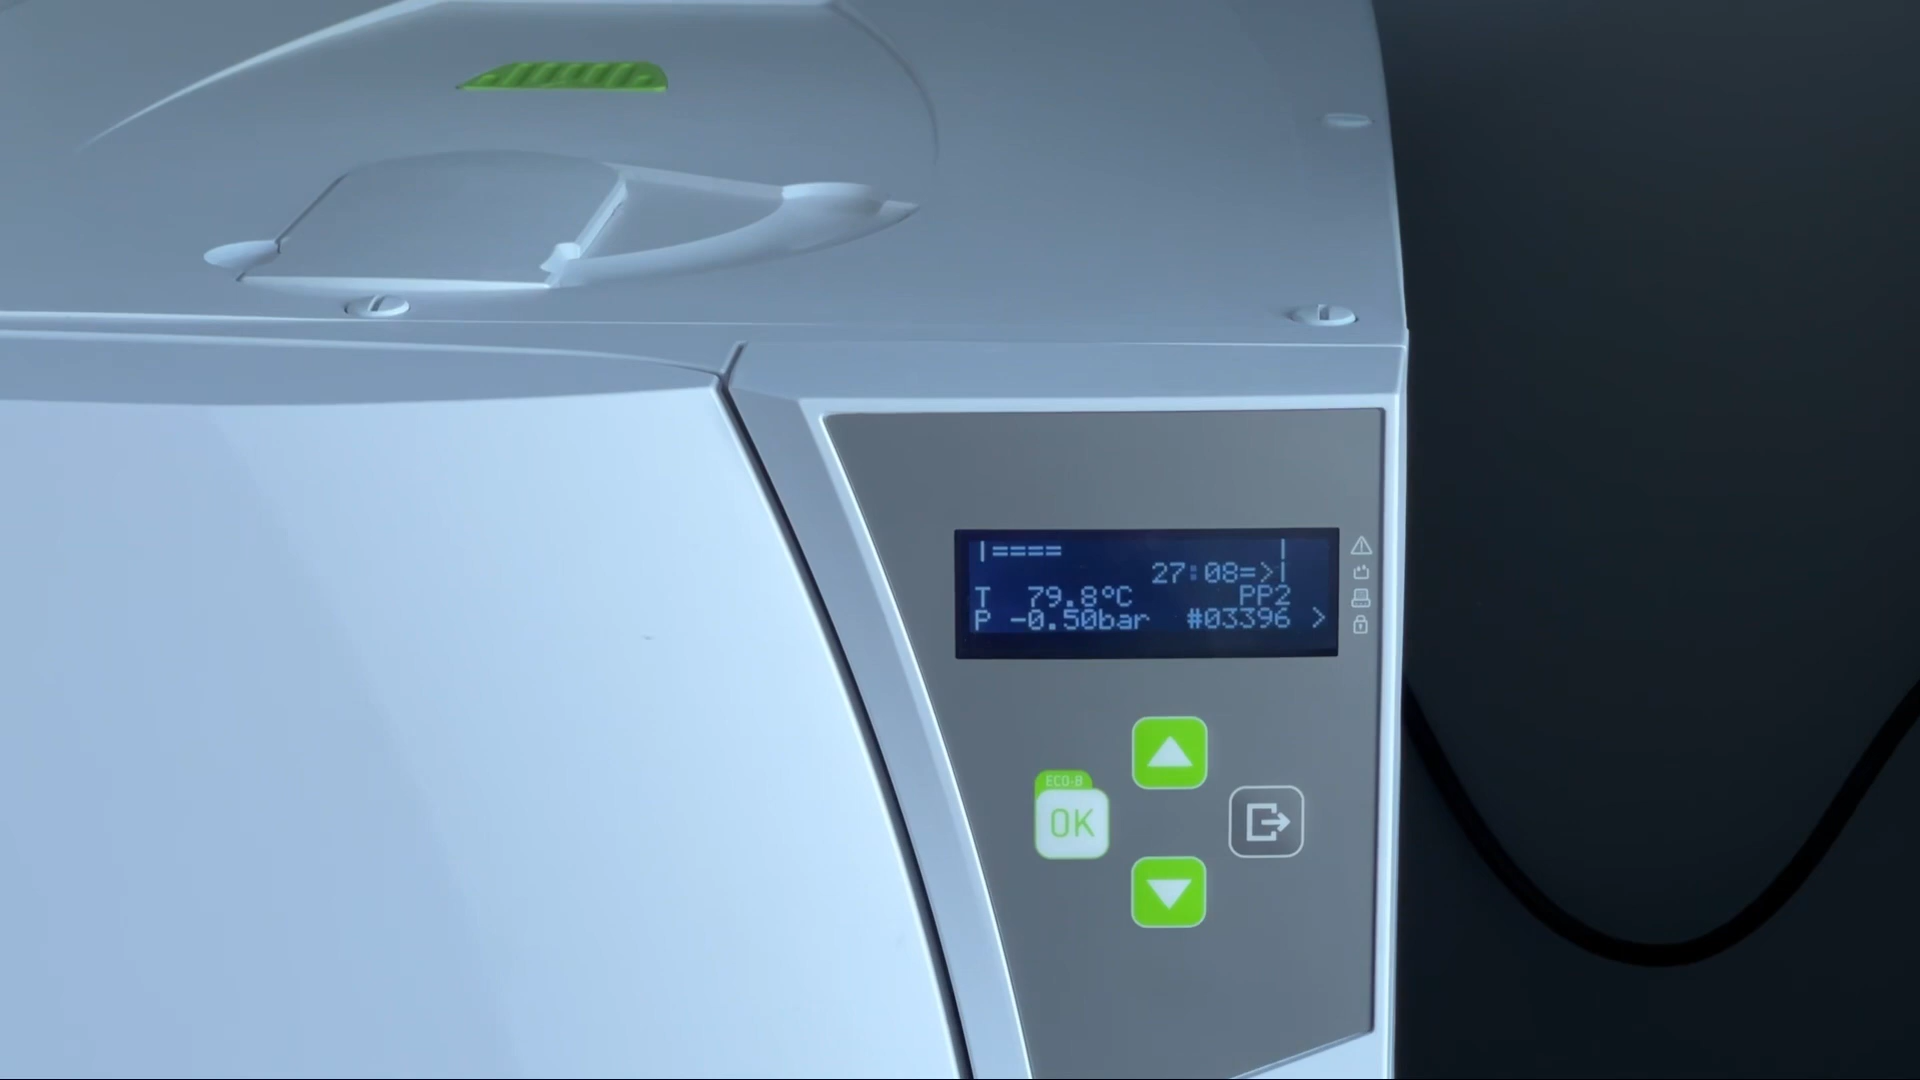 |==== |
27:08=>|
T 79.8°C PP2
P -0.50bar #03396 >
ECO-B
OK